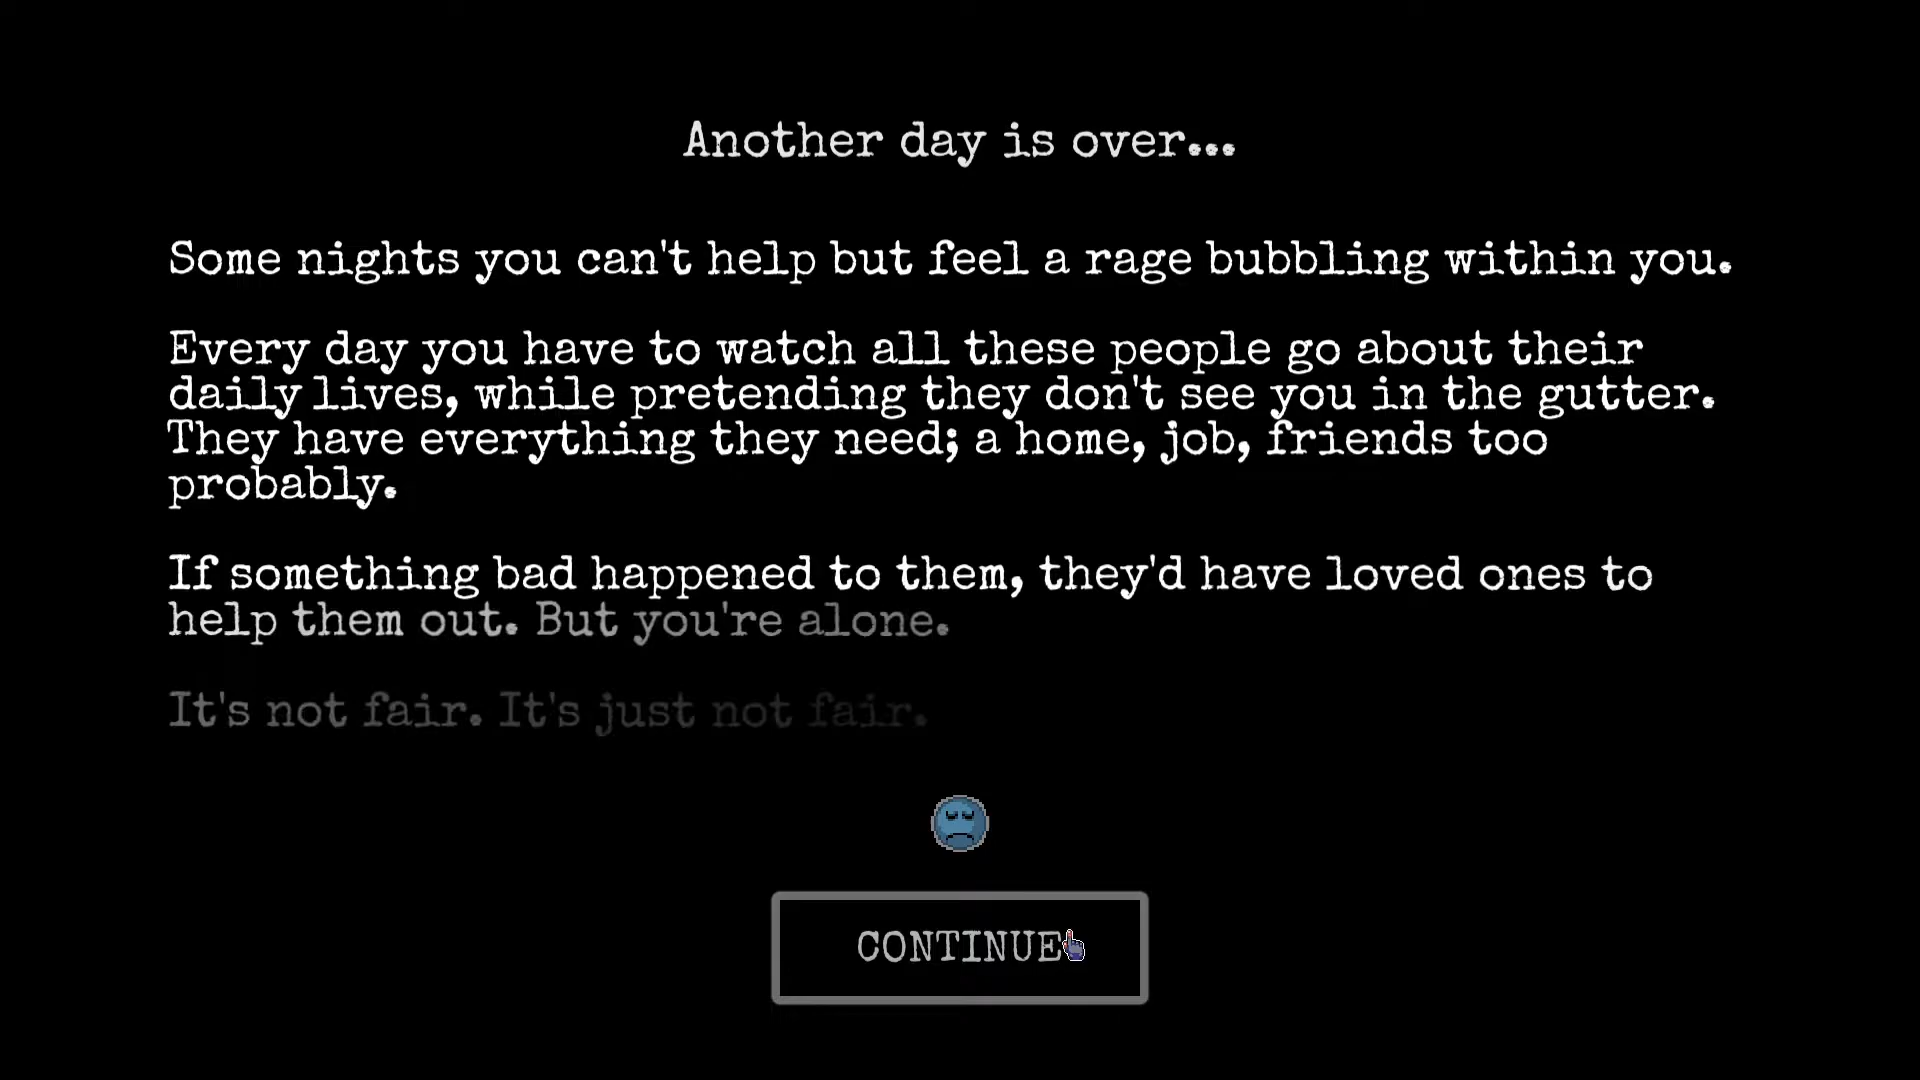 Another day is over...
Some nights you can't help but feel a rage bubbling within you.
Every day you have to watch all these people go about their
daily lives, while pretending they don't see you in the gutter.
They have everything they need; a home, job, friends too
probably.
If something bad happened to them, they'd have loved ones to
help them out. But you're alone.
It's not fair. It's just not fair.
CONTINUE